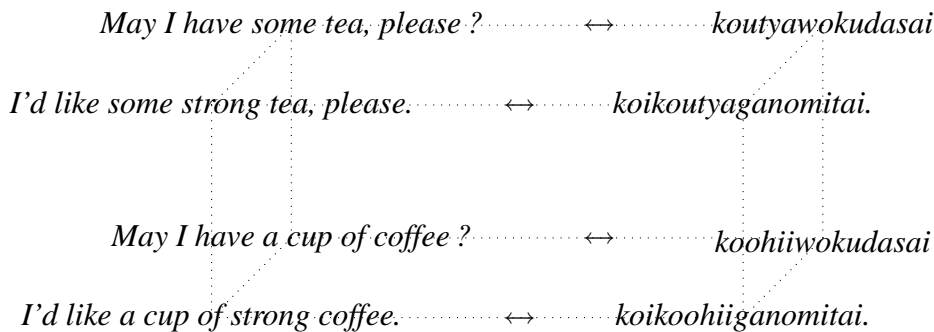 May I have some tea, please ? ↔ koutyawokudasai
I'd like some strong tea, please. ↔ koikoutyaganomitai.
May I have a cup of coffee ? ↔ koohiiwokudasai
I'd like a cup of strong coffee. ↔ koikoohiiganomitai.